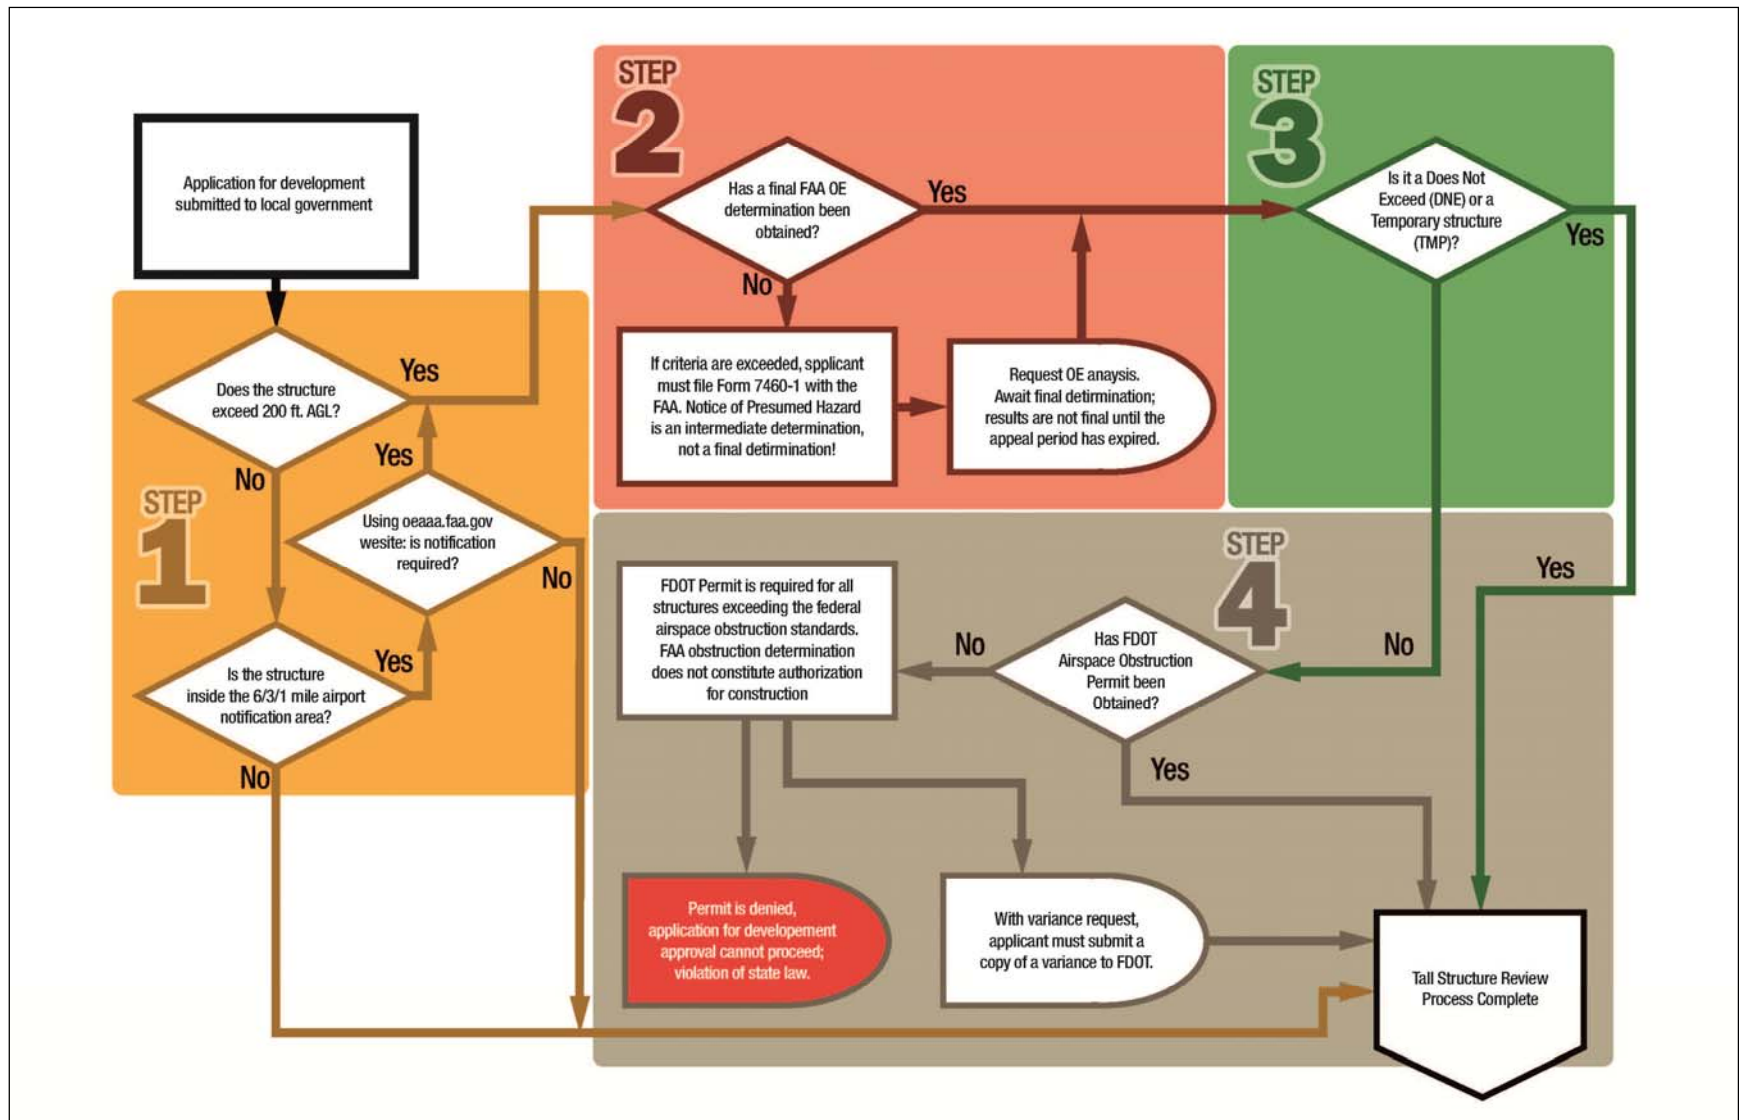 Application for development
submitted to local government
STEP
1
Does the structure
exceed 200 ft. AGL?
Yes
No
Using oeaaa.faa.gov
wesite: is notification
required?
Yes
No
Is the structure
inside the 6/3/1 mile airport
notification area?
Yes
No
STEP
2
Has a final FAA OE
determination been
obtained?
Yes
No
If criteria are exceeded, spplicant
must file Form 7460-1 with the
FAA. Notice of Presumed Hazard
is an intermediate determination,
not a final detirmination!
Request OE anaysis.
Await final detirmination;
results are not final until the
appeal period has expired.
STEP
3
Is it a Does Not
Exceed (DNE) or a
Temporary structure
(TMP)?
Yes
Yes
No
STEP
4
Has FDOT
Airspace Obstruction
Permit been
Obtained?
No
Yes
FDOT Permit is required for all
structures exceeding the federal
airspace obstruction standards.
FAA obstruction determination
does not constitute authorization
for construction
Permit is denied,
application for developement
approval cannot proceed;
violation of state law.
With variance request,
applicant must submit a
copy of a variance to FDOT.
Tall Structure Review
Process Complete